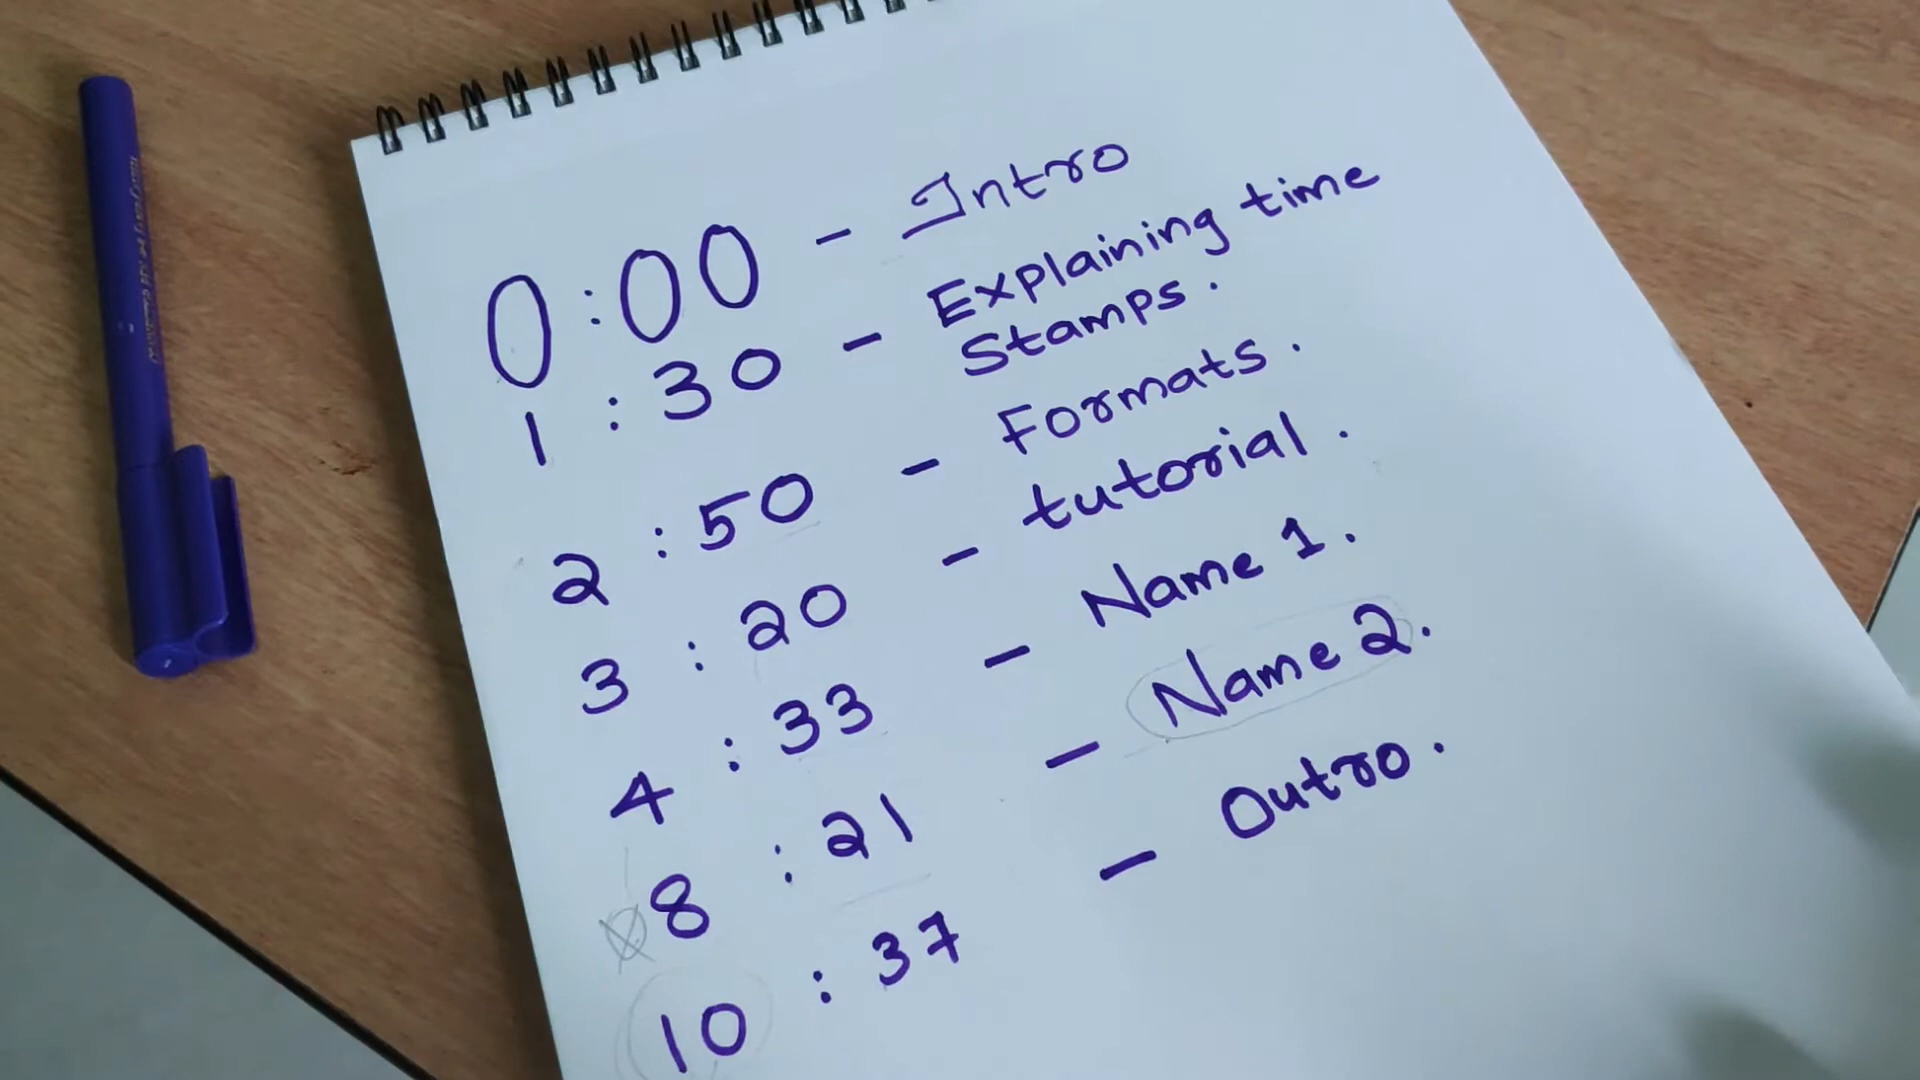 0:00 - Intro
1:30 - Explaining time
Stamps.
2:50 - Formats.
3:20 - tutorial.
4:33 - Name 1.
8:21 - Name 2.
10:37 - Outro.